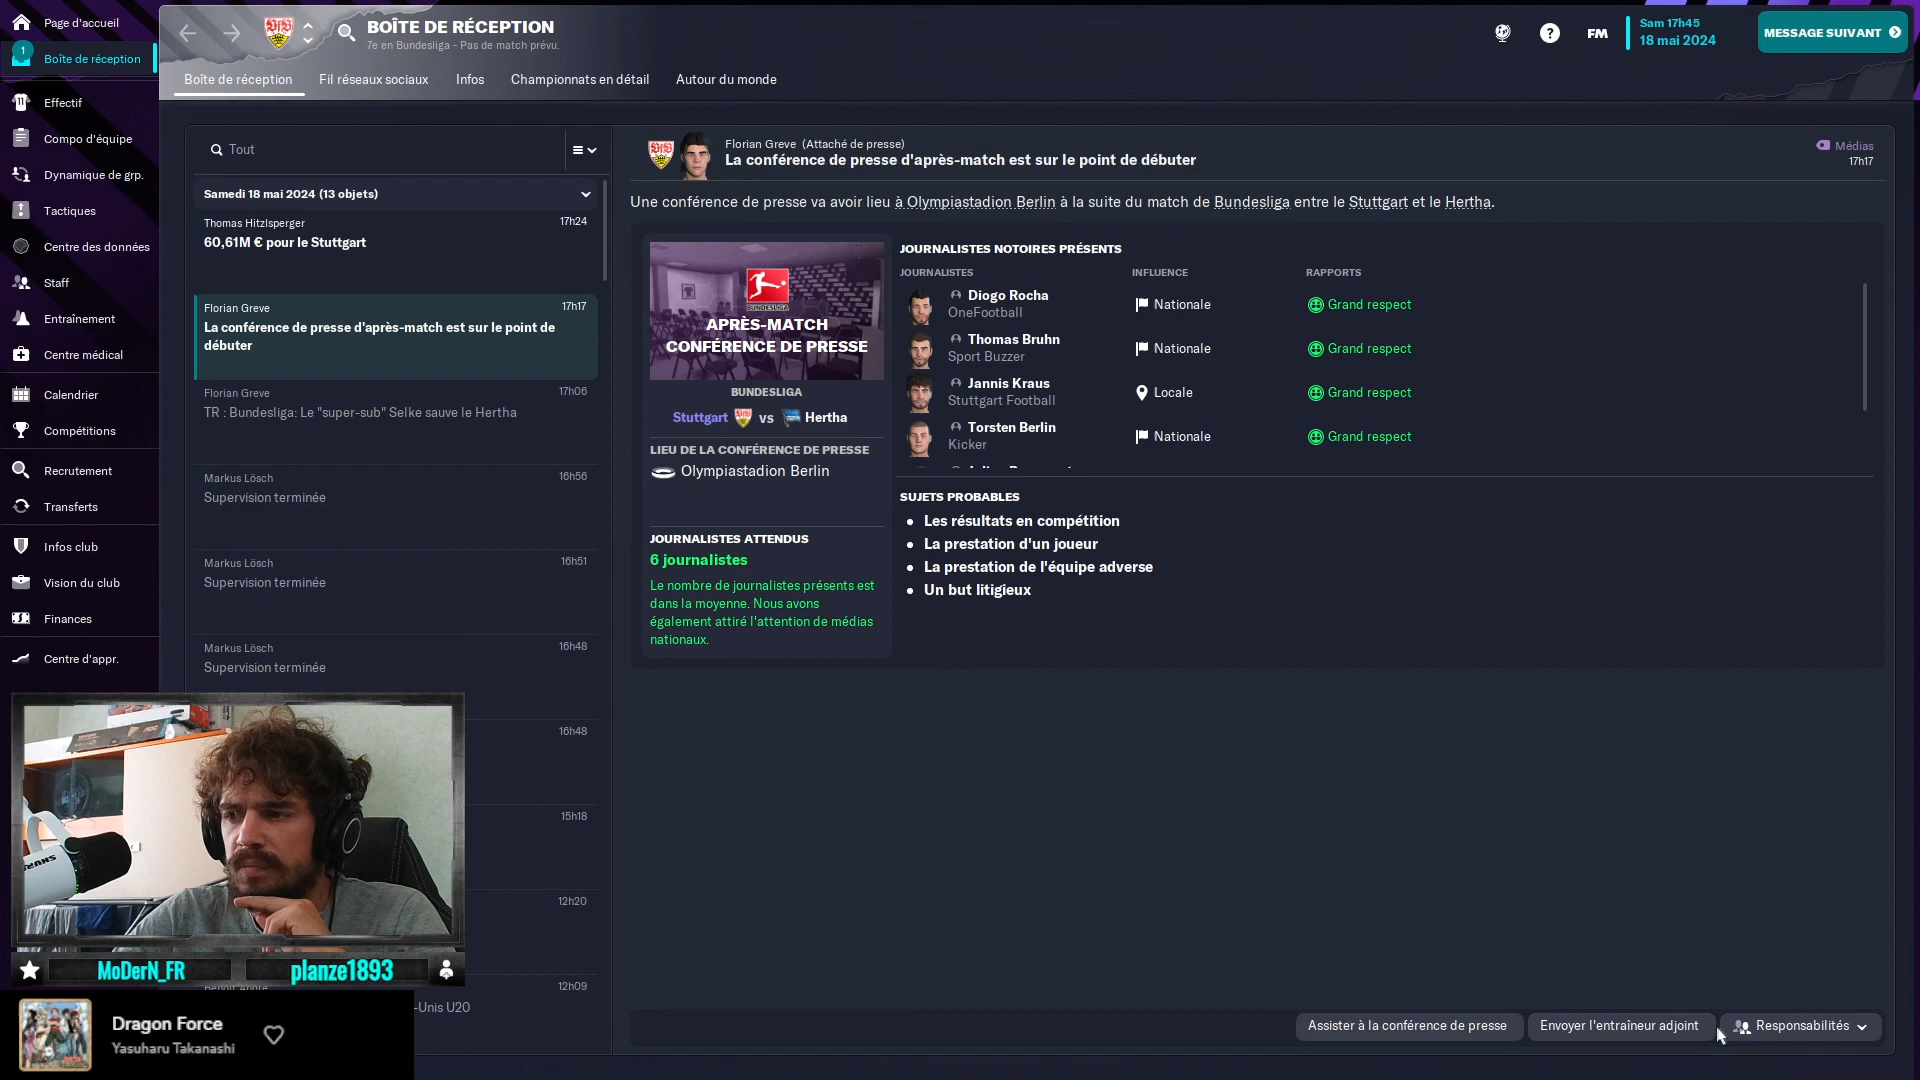 Page d'accueil
1
Boîte de réception
Effectif
Compo d'équipe
Dynamique de grp.
Tactiques
Centre des données
Staff
Entraînement
Centre médical
Calendrier
Compétitions
Recrutement
Transferts
Infos club
Vision du club
Finances
Centre d'appr.
BOÎTE DE RÉCEPTION
7e en Bundesliga - Pas de match prévu.
FM
Sam 17h45
18 mai 2024
MESSAGE SUIVANT
Boîte de réception
Fil réseaux sociaux
Infos
Championnats en détail
Autour du monde
Tout
Samedi 18 mai 2024 (13 objets)
Thomas Hitzlsperger
17h24
60,61M € pour le Stuttgart
Florian Greve
17h17
La conférence de presse d'après-match est sur le point de
débuter
Florian Greve
17h06
TR : Bundesliga: Le "super-sub" Selke sauve le Hertha
Markus Lösch
16h56
Supervision terminée
Markus Lösch
16h51
Supervision terminée
Markus Lösch
16h48
Supervision terminée
16h48
15h18
12h20
12h09
-Unis U20
Florian Greve (Attaché de presse)
La conférence de presse d'après-match est sur le point de débuter
Médias
17h17
Une conférence de presse va avoir lieu à Olympiastadion Berlin à la suite du match de Bundesliga entre le Stuttgart et le Hertha.
BUNDESLIGA
APRÈS-MATCH
CONFÉRENCE DE PRESSE
BUNDESLIGA
Stuttgart vs Hertha
LIEU DE LA CONFÉRENCE DE PRESSE
Olympiastadion Berlin
JOURNALISTES ATTENDUS
6 journalistes
Le nombre de journalistes présents est
dans la moyenne. Nous avons
également attiré l'attention de médias
nationaux.
JOURNALISTES NOTOIRES PRÉSENTS
JOURNALISTES INFLUENCE RAPPORTS
Diogo Rocha
OneFootball
Nationale
Grand respect
Thomas Bruhn
Sport Buzzer
Nationale
Grand respect
Jannis Kraus
Stuttgart Football
Locale
Grand respect
Torsten Berlin
Kicker
Nationale
Grand respect
SUJETS PROBABLES
Les résultats en compétition
La prestation d'un joueur
La prestation de l'équipe adverse
Un but litigieux
Assister à la conférence de presse
Envoyer l'entraîneur adjoint
Responsabilités
SHURE
MoDerN_FR
planze1893
Dragon Force
Yasuharu Takanashi